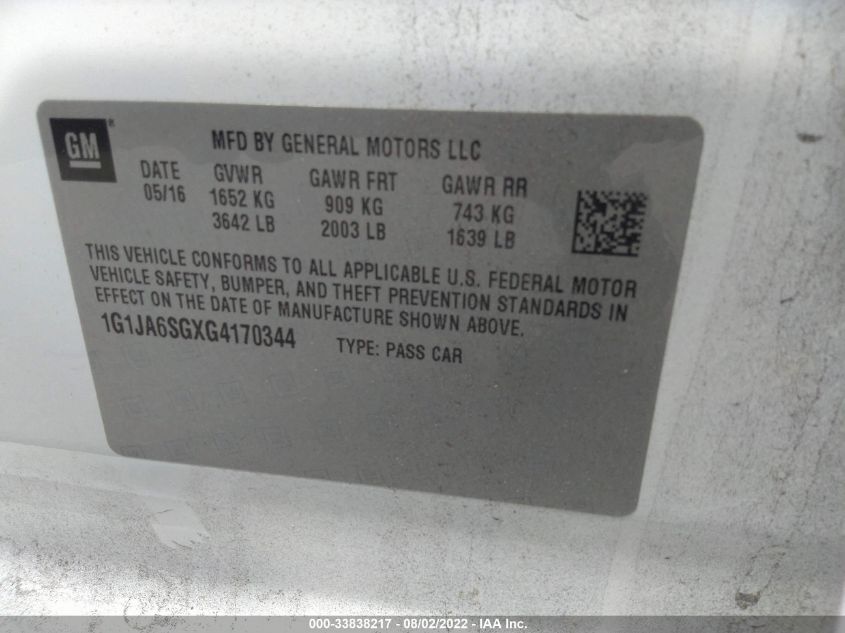 GM®
MFD BY GENERAL MOTORS LLC
DATE GVWR GAWR FRT GAWR RR
05/16 1652 KG 909 KG 743 KG
3642 LB 2003 LB 1639 LB
THIS VEHICLE CONFORMS TO ALL APPLICABLE U.S. FEDERAL MOTOR
VEHICLE SAFETY, BUMPER, AND THEFT PREVENTION STANDARDS IN
EFFECT ON THE DATE OF MANUFACTURE SHOWN ABOVE.
1G1JA6SGXG4170344 TYPE: PASS CAR
000-33838217 - 08/02/2022 - IAA Inc.